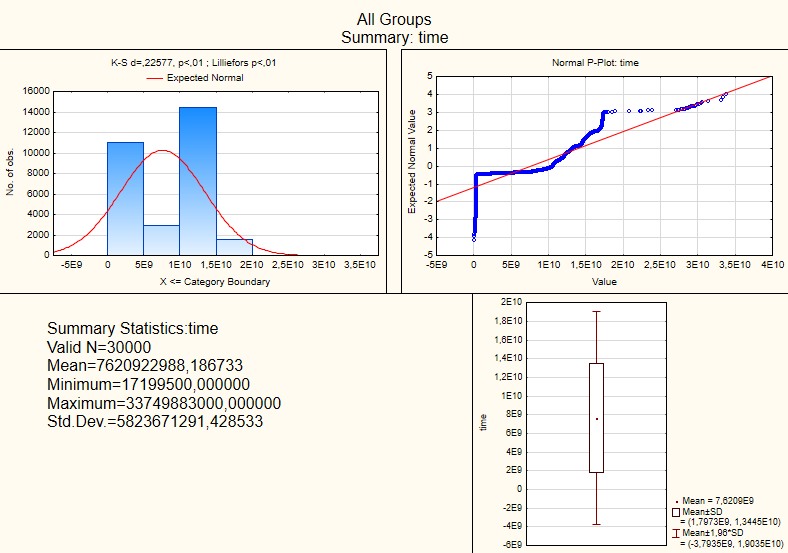 All Groups
Summary: time
K-S d=,22577, p<,01 ; Lilliefors p<,01
Expected Normal
16000
14000
12000
10000
8000
6000
4000
2000
0
No. of obs.
-5E9 0 5E9 1E10 1,5E10 2E10 2,5E10 3E10 3,5E10
X <= Category Boundary
Normal P-Plot: time
5
4
3
2
1
0
-1
-2
-3
-4
-5
Expected Normal Value
-5E9 0 5E9 1E10 1,5E10 2E10 2,5E10 3E10 3,5E10 4E10
Value
Summary Statistics:time
Valid N=30000
Mean=7620922988,186733
Minimum=17199500,000000
Maximum=33749883000,000000
Std.Dev.=5823671291,428533
2E10
1,8E10
1,6E10
1,4E10
1,2E10
1E10
8E9
6E9
4E9
2E9
0
-2E9
-4E9
-6E9
time
Mean = 7,6209E9
Mean±SD
= (1,7973E9, 1,3445E10)
Mean±1,96*SD
= (-3,7935E9, 1,9035E10)